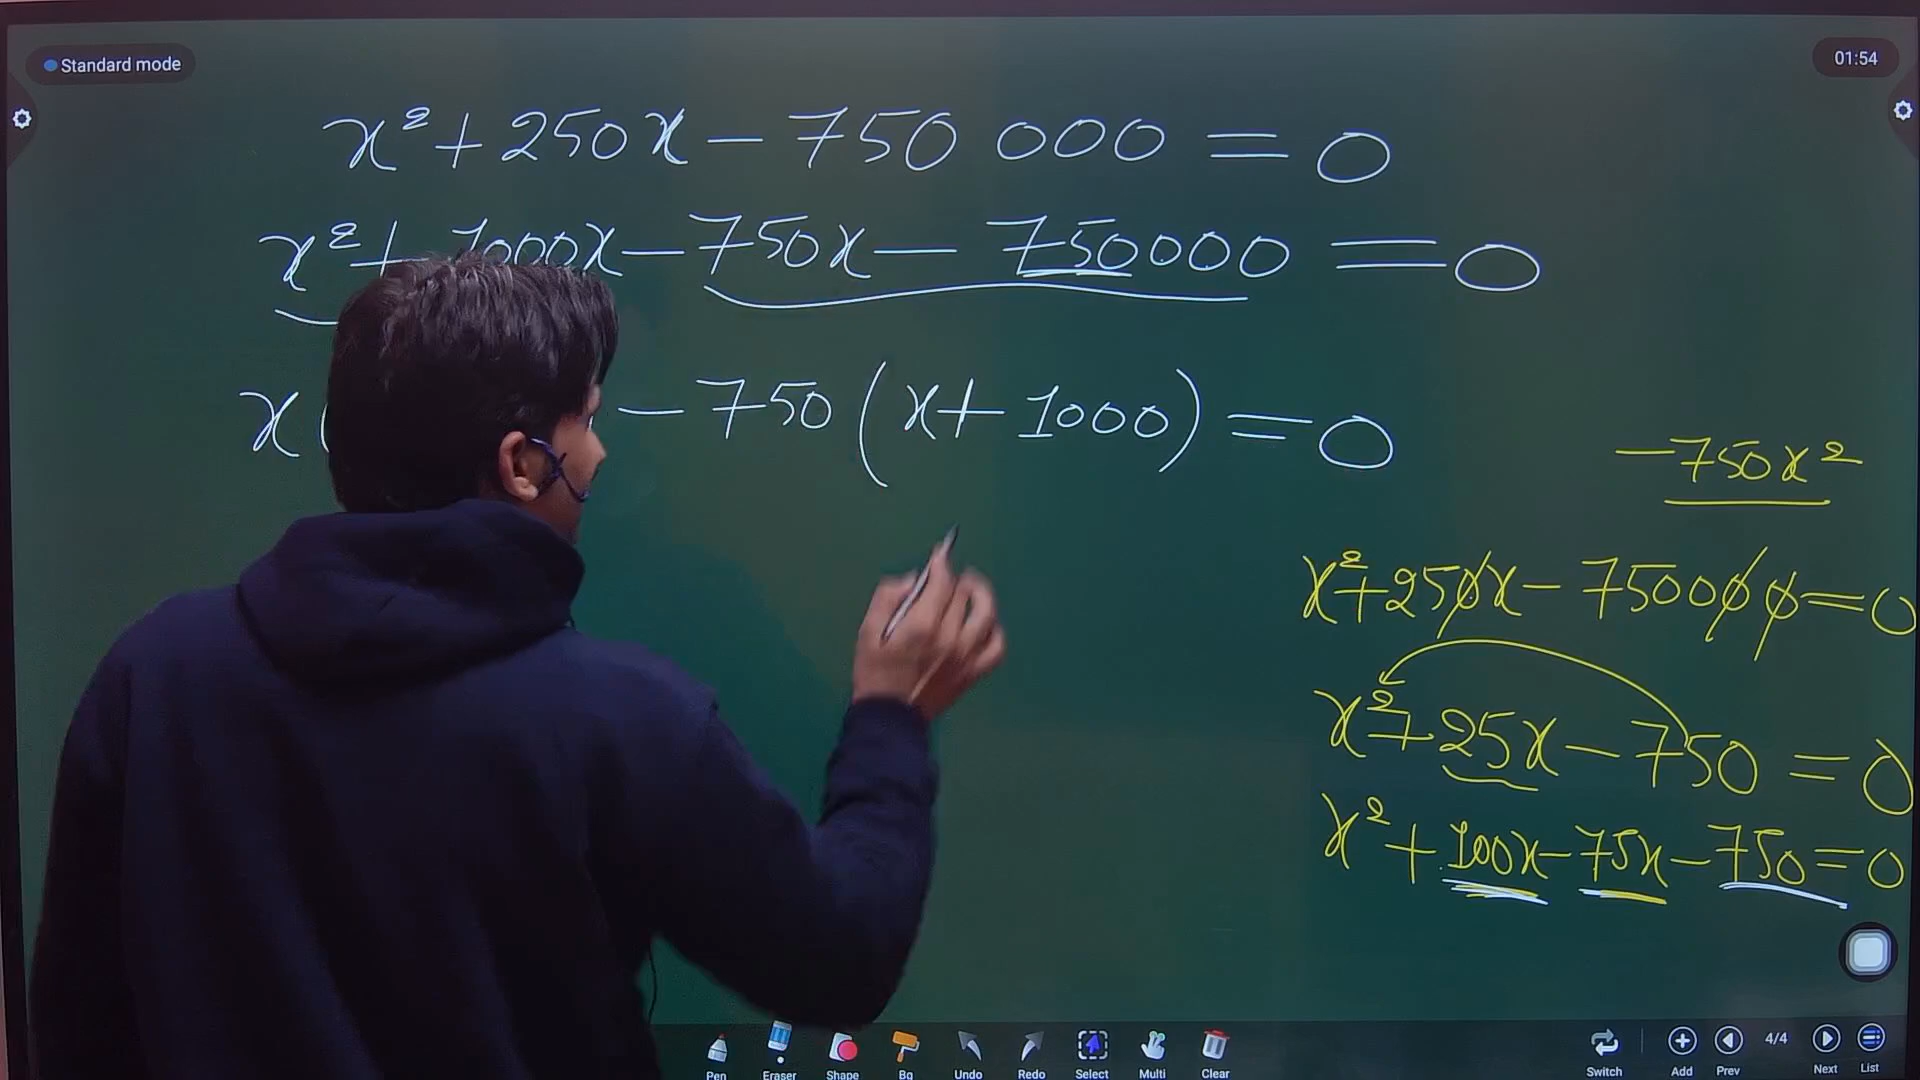 Standard mode
01:54
x² + 250x − 750 000 = 0
x² + 1000x − 750x − 750000 = 0
x ( − 750 (x + 1000) = 0
−750x²
x² + 250x − 750000 = 0
x² + 25x − 750 = 0
x² + 100x − 75x − 750 = 0
Pen Eraser Shape Bg Undo Redo Select Multi Clear Switch Add Prev 4/4 Next List